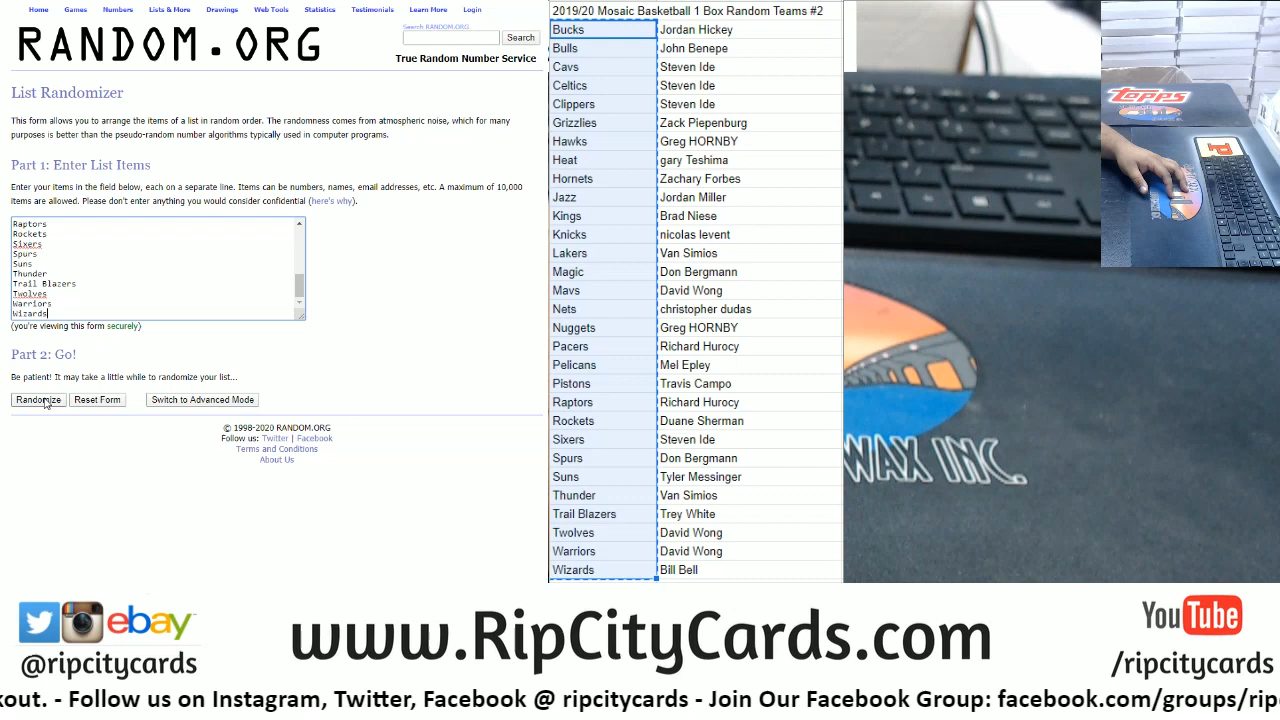 Home Games Numbers Lists & More Drawings Web Tools Statistics Testimonials Learn More Login
RANDOM.ORG
Search RANDOM.ORG
Search
True Random Number Service
List Randomizer
This form allows you to arrange the items of a list in random order. The randomness comes from atmospheric noise, which for many
purposes is better than the pseudo-random number algorithms typically used in computer programs.
Part 1: Enter List Items
Enter your items in the field below, each on a separate line. Items can be numbers, names, email addresses, etc. A maximum of 10,000
items are allowed. Please don't enter anything you would consider confidential (here's why).
Raptors
Rockets
Sixers
Spurs
Suns
Thunder
Trail Blazers
Twolves
Warriors
Wizards
(you're viewing this form securely)
Part 2: Go!
Be patient! It may take a little while to randomize your list...
Randomize Reset Form Switch to Advanced Mode
© 1998-2020 RANDOM.ORG
Follow us: Twitter | Facebook
Terms and Conditions
About Us
2019/20 Mosaic Basketball 1 Box Random Teams #2
Bucks Jordan Hickey
Bulls John Benepe
Cavs Steven Ide
Celtics Steven Ide
Clippers Steven Ide
Grizzlies Zack Piepenburg
Hawks Greg HORNBY
Heat gary Teshima
Hornets Zachary Forbes
Jazz Jordan Miller
Kings Brad Niese
Knicks nicolas levent
Lakers Van Simios
Magic Don Bergmann
Mavs David Wong
Nets christopher dudas
Nuggets Greg HORNBY
Pacers Richard Hurocy
Pelicans Mel Epley
Pistons Travis Campo
Raptors Richard Hurocy
Rockets Duane Sherman
Sixers Steven Ide
Spurs Don Bergmann
Suns Tyler Messinger
Thunder Van Simios
Trail Blazers Trey White
Twolves David Wong
Warriors David Wong
Wizards Bill Bell
Topps
P
WAX INC.
ebay
@ripcitycards
www.RipCityCards.com
YouTube
/ripcitycards
kout. - Follow us on Instagram, Twitter, Facebook @ ripcitycards - Join Our Facebook Group: facebook.com/groups/rip